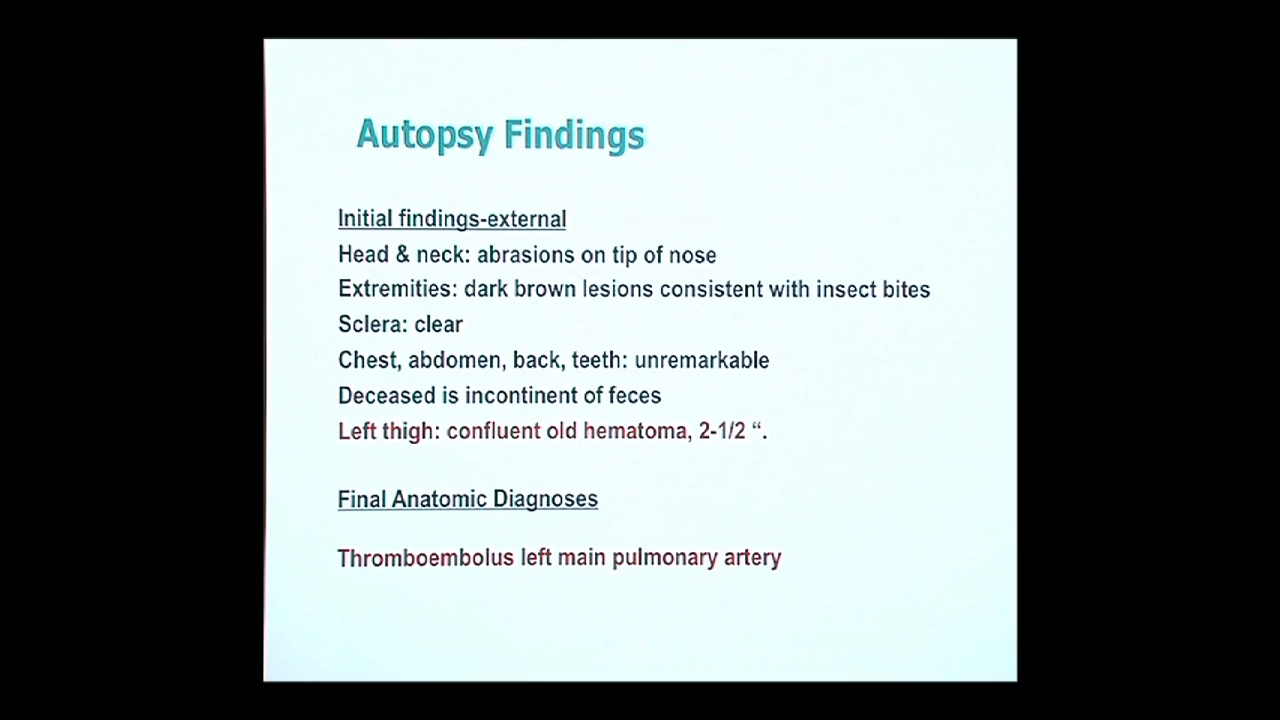 Autopsy Findings
Initial findings-external
Head & neck: abrasions on tip of nose
Extremities: dark brown lesions consistent with insect bites
Sclera: clear
Chest, abdomen, back, teeth: unremarkable
Deceased is incontinent of feces
Left thigh: confluent old hematoma, 2-1/2 “.
Final Anatomic Diagnoses
Thromboembolus left main pulmonary artery